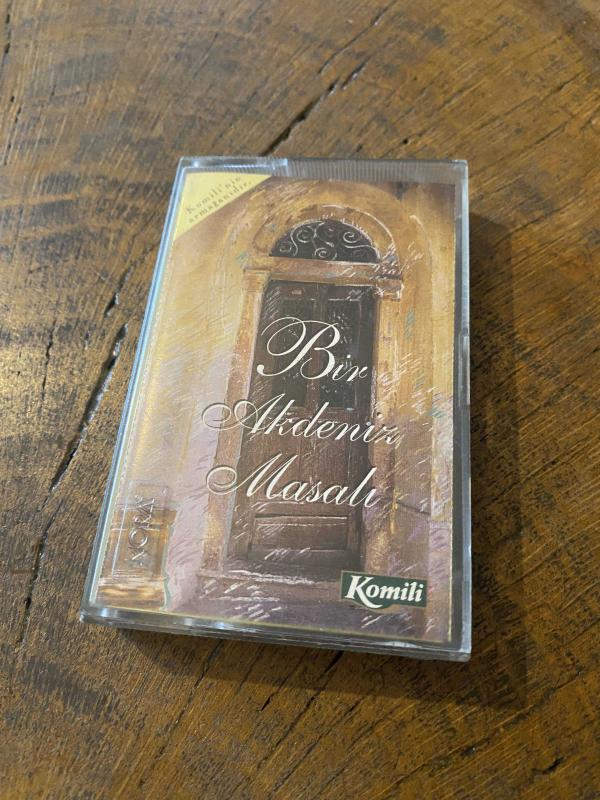 Komili'nin
armağanıdır.
Bir
Akdeniz
Masalı
Komili